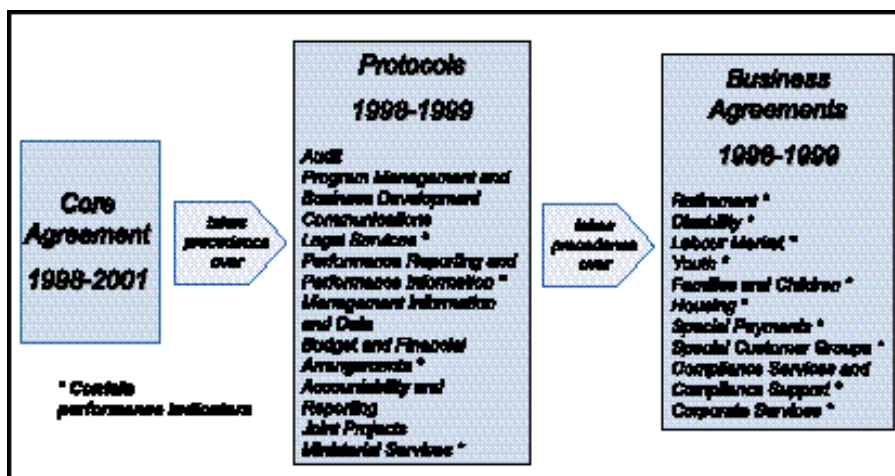 Core
Agreement
1998-2001
takes
precedence
over
* Contain
performance indicators
Protocols
1998-1999
Audit
Program Management and
Business Development
Communications
Legal Services *
Performance Reporting and
Performance Information *
Management Information
and Data
Budget and Financial
Arrangements *
Accountability and
Reporting
Joint Projects
Ministerial Services *
takes
precedence
over
Business
Agreements
1998-1999
Retirement *
Disability *
Labour Market *
Youth *
Families and Children *
Housing *
Special Payments *
Special Customer Groups *
Compliance Services and
Compliance Support *
Corporate Services *